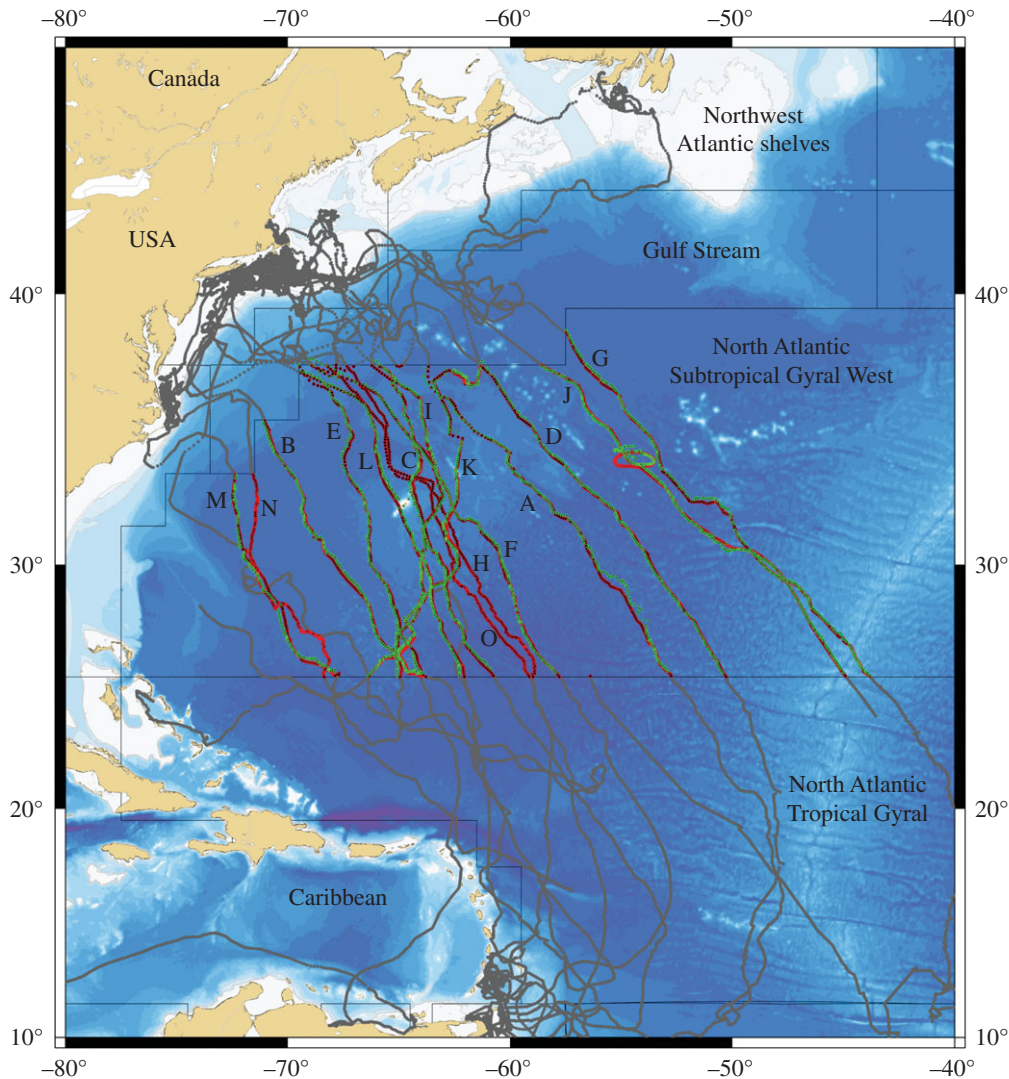 –80° –70° –60° –50° –40°
Canada
Northwest
Atlantic shelves
USA
Gulf Stream
40° 40°
G
North Atlantic
Subtropical Gyral West
J
I
E
B
D
L
C
K
A
M
N
F
30° 30°
H
O
20° 20°
North Atlantic
Tropical Gyral
Caribbean
10° 10°
–80° –70° –60° –50° –40°